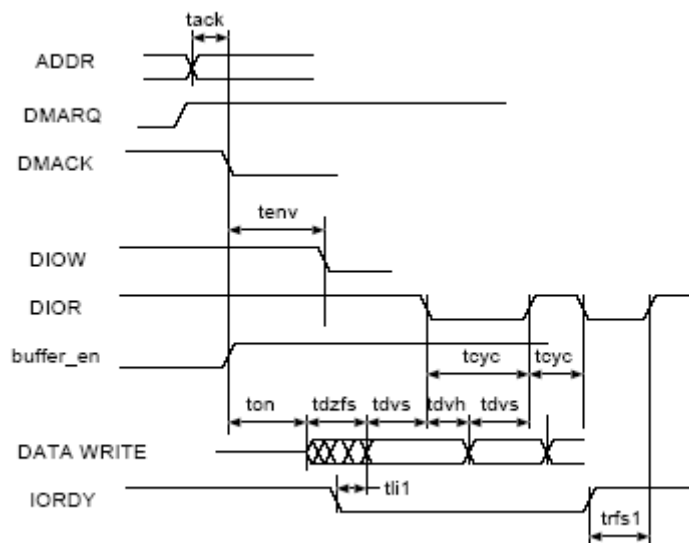 tack
ADDR
DMARQ
DMACK
tenv
DIOW
DIOR
buffer_en
tcyc tcyc
ton tdzfs tdvs tdvh tdvs
DATA WRITE
tli1
IORDY
trfs1